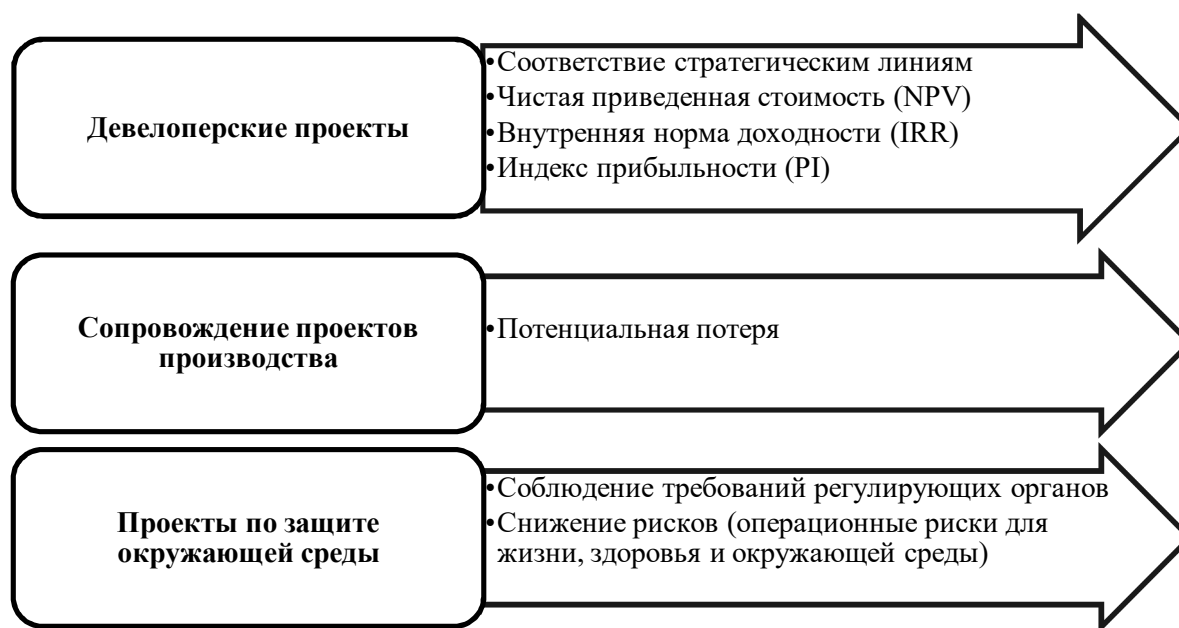 Девелоперские проекты
•Соответствие стратегическим линиям
•Чистая приведенная стоимость (NPV)
•Внутренняя норма доходности (IRR)
•Индекс прибыльности (PI)
Сопровождение проектов
производства
•Потенциальная потеря
Проекты по защите
окружающей среды
•Соблюдение требований регулирующих органов
•Снижение рисков (операционные риски для
жизни, здоровья и окружающей среды)